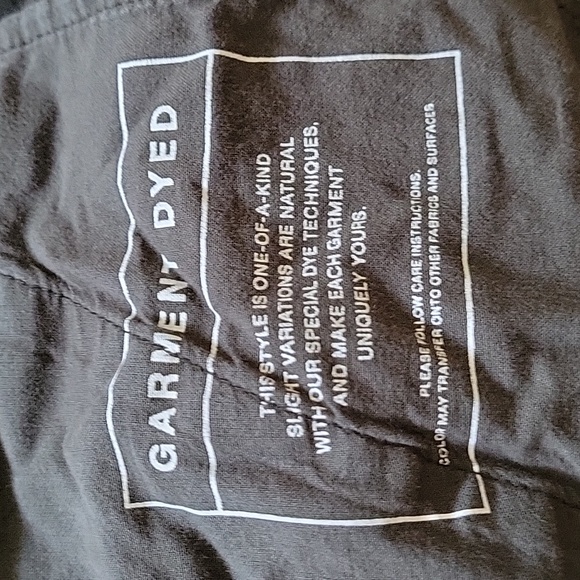 GARMENT DYED
THIS STYLE IS ONE-OF-A-KIND
SLIGHT VARIATIONS ARE NATURAL
WITH OUR SPECIAL DYE TECHNIQUES,
AND MAKE EACH GARMENT
UNIQUELY YOURS.
PLEASE FOLLOW CARE INSTRUCTIONS.
COLOR MAY TRANSFER ONTO OTHER FABRICS AND SURFACES